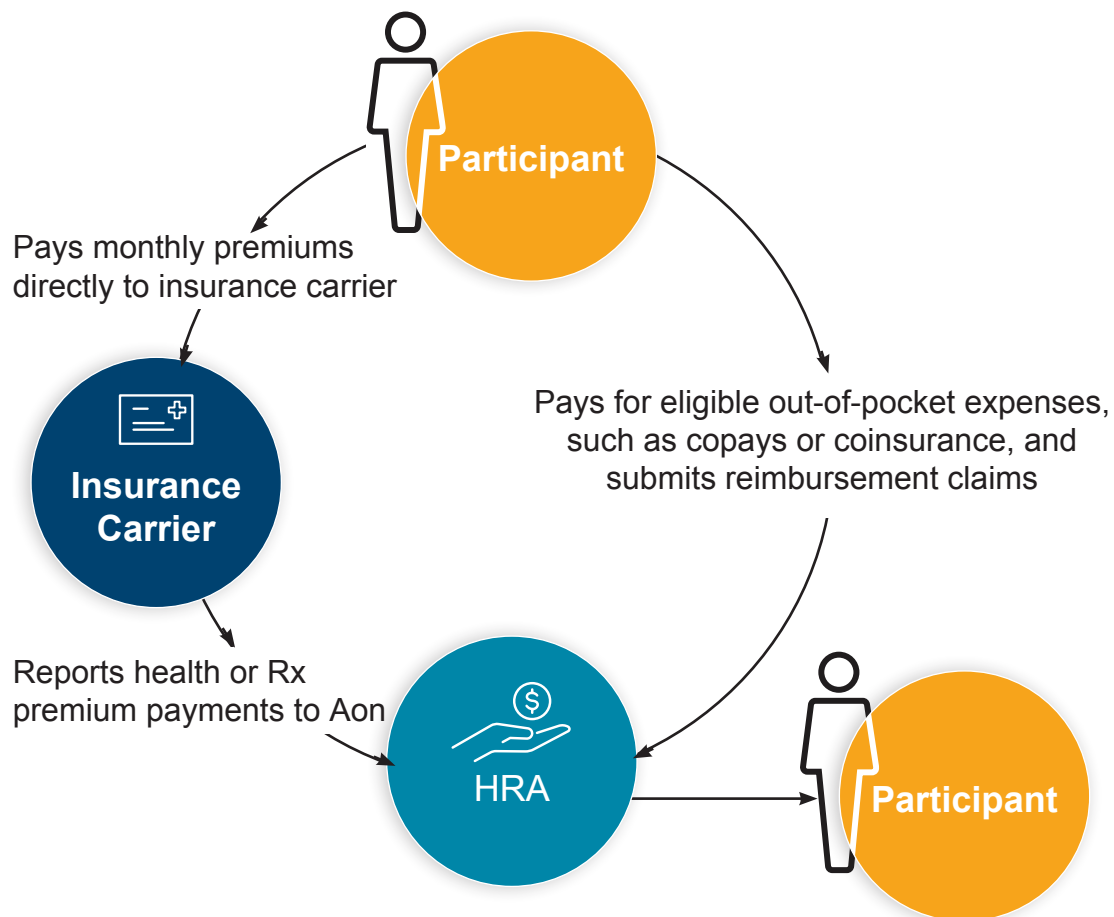 Participant
Pays monthly premiums
directly to insurance carrier
Insurance
Carrier
Pays for eligible out-of-pocket expenses,
such as copays or coinsurance, and
submits reimbursement claims
Reports health or Rx
premium payments to Aon
$
HRA
Participant